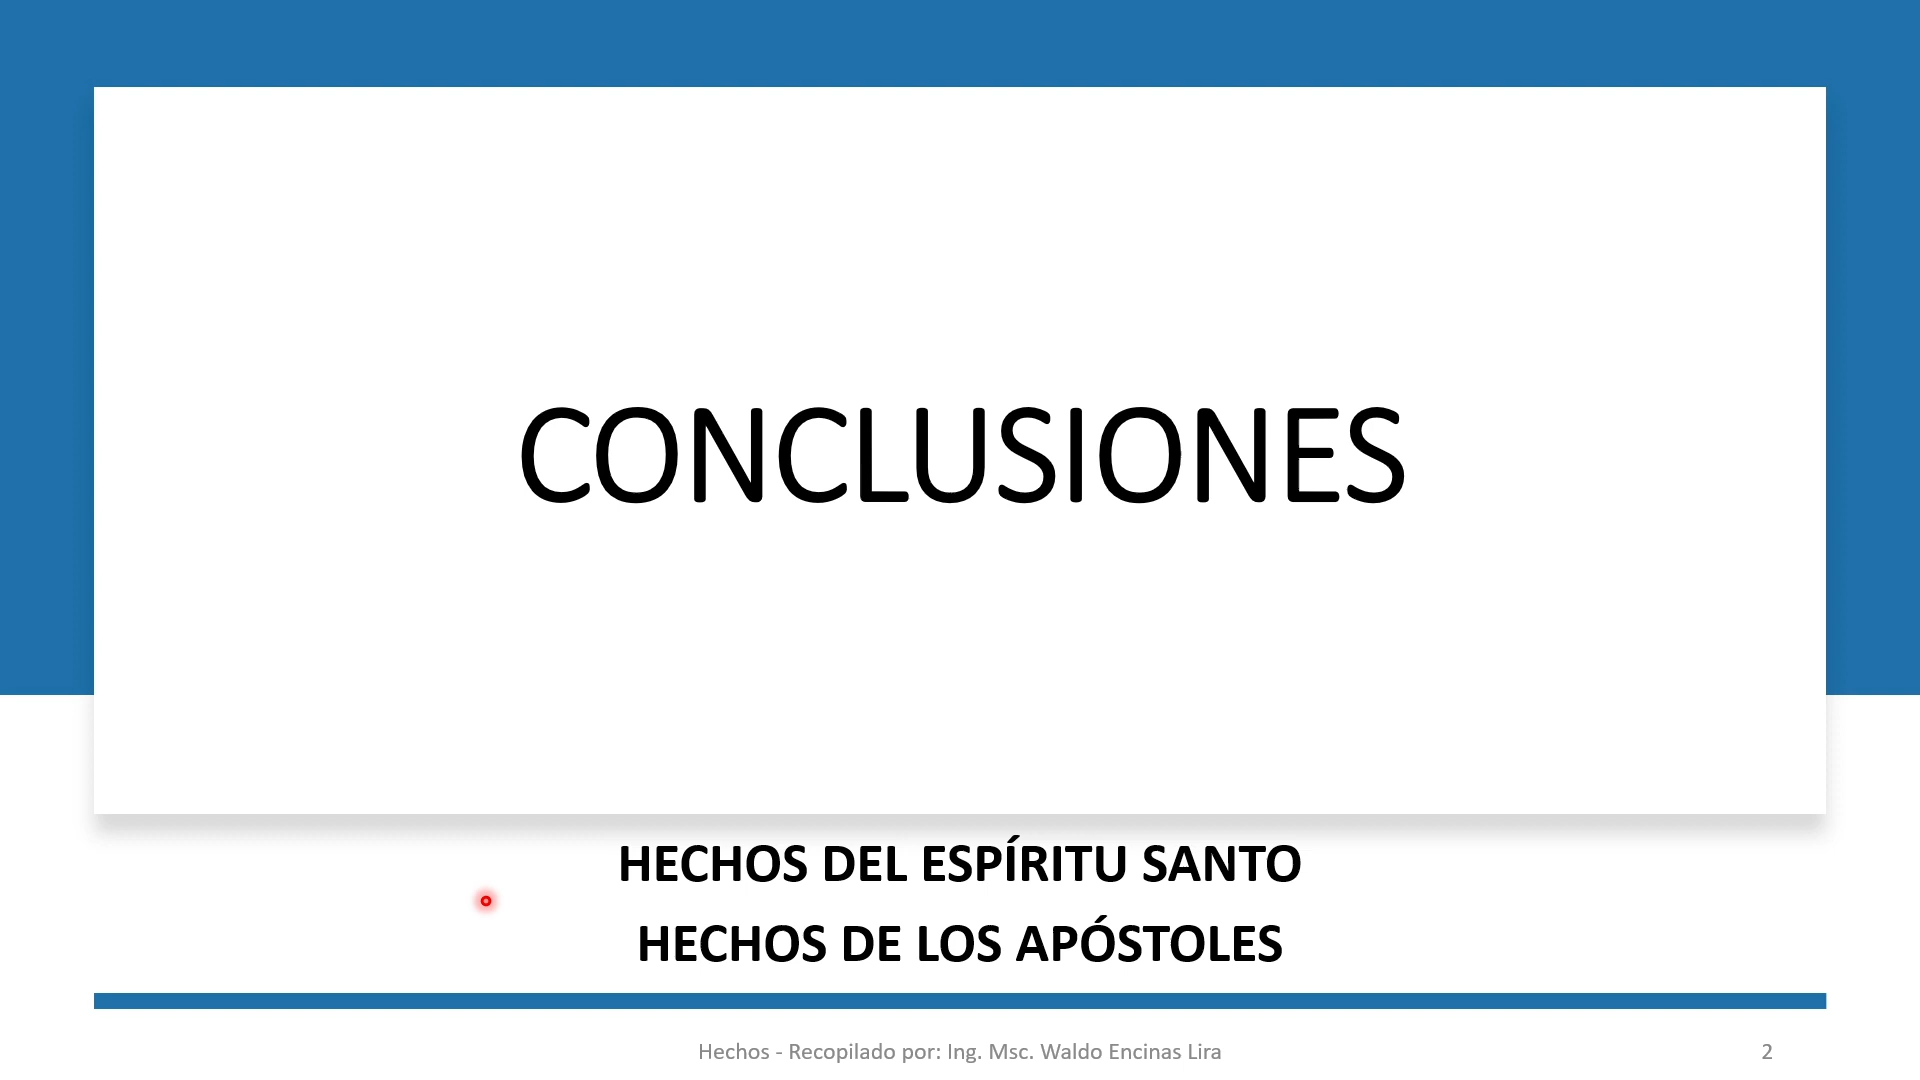 CONCLUSIONES
HECHOS DEL ESPÍRITU SANTO
HECHOS DE LOS APÓSTOLES
Hechos - Recopilado por: Ing. Msc. Waldo Encinas Lira
2